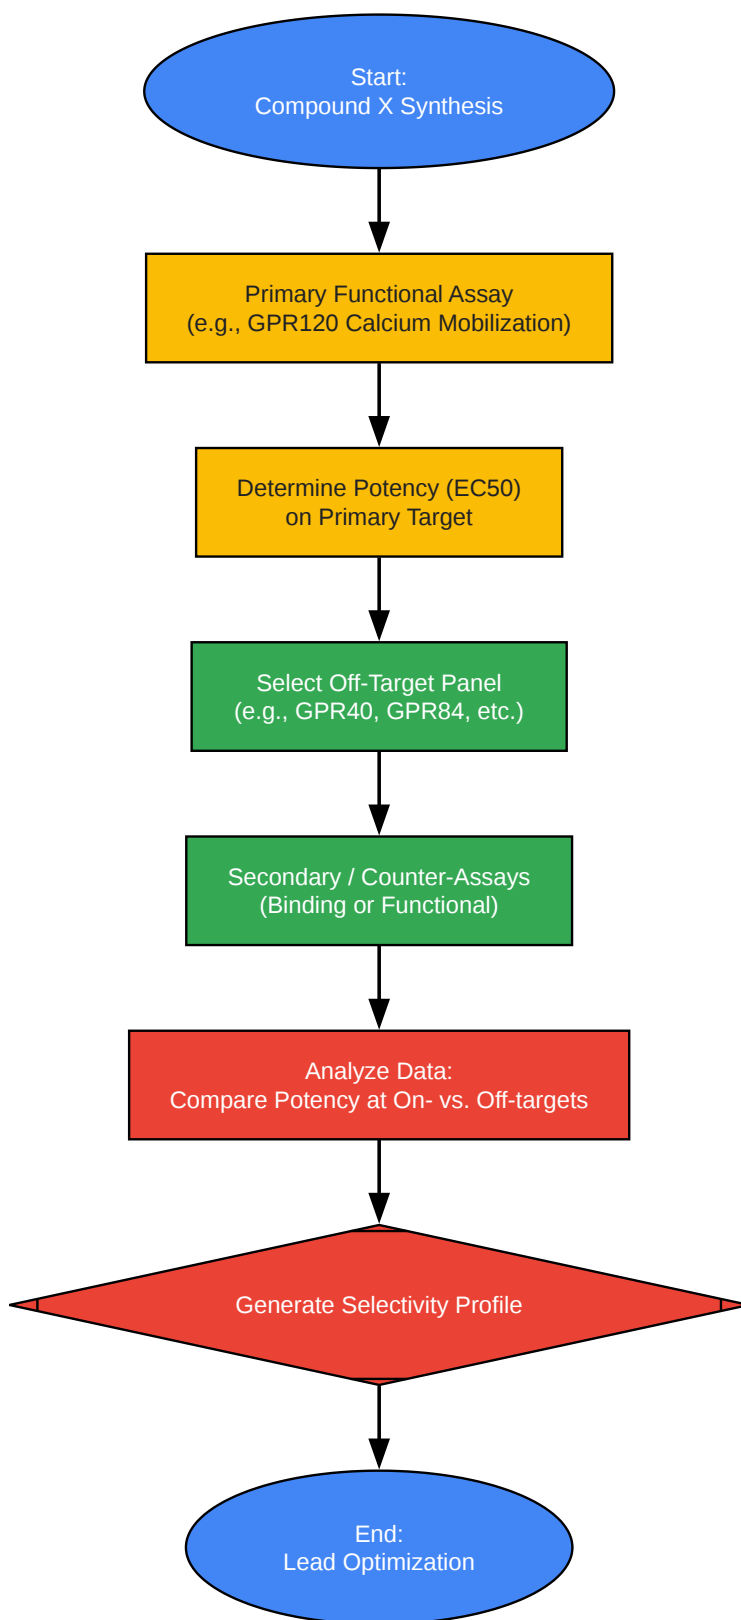 Start:
Compound X Synthesis
Primary Functional Assay
(e.g., GPR120 Calcium Mobilization)
Determine Potency (EC50)
on Primary Target
Select Off-Target Panel
(e.g., GPR40, GPR84, etc.)
Secondary / Counter-Assays
(Binding or Functional)
Analyze Data:
Compare Potency at On- vs. Off-targets
Generate Selectivity Profile
End:
Lead Optimization